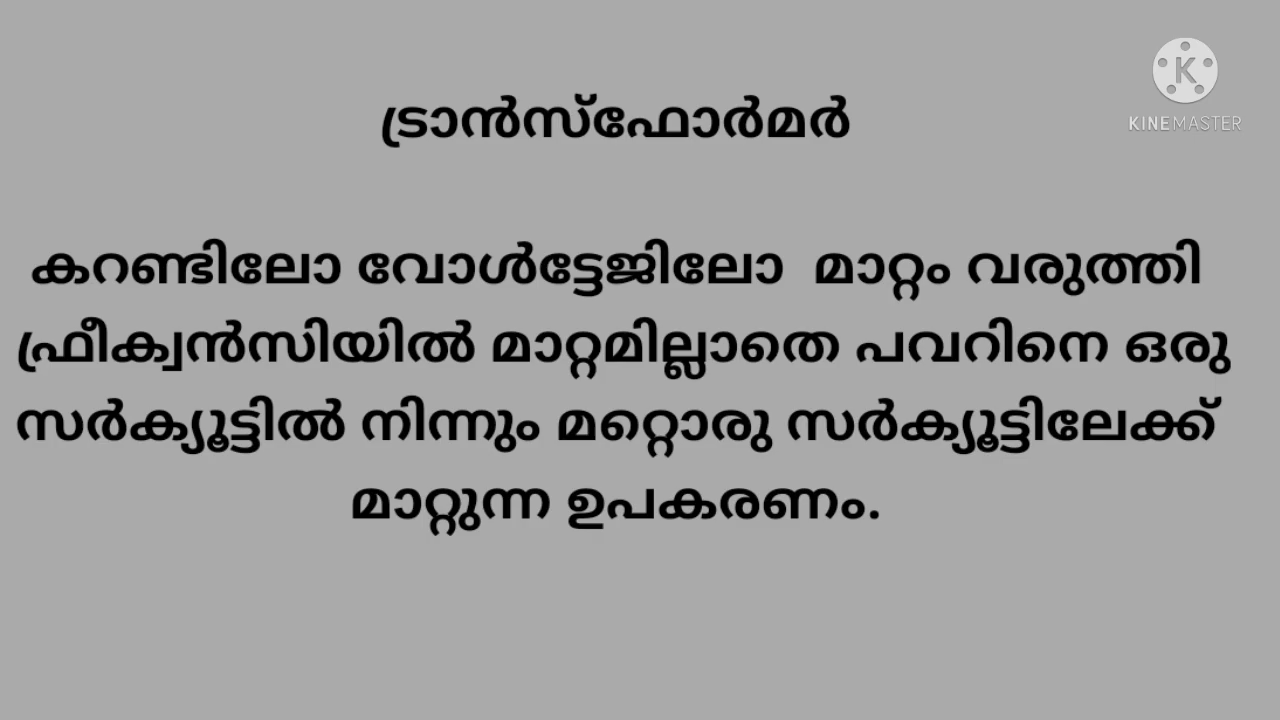 ട്രാൻസ്ഫോർമർ
KINEMASTER
കറണ്ടിലോ വോൾട്ടേജിലോ മാറ്റം വരുത്തി
ഫ്രീക്വൻസിയിൽ മാറ്റമില്ലാതെ പവറിനെ ഒരു
സർക്യൂട്ടിൽ നിന്നും മറ്റൊരു സർക്യൂട്ടിലേക്ക്
മാറ്റുന്ന ഉപകരണം.